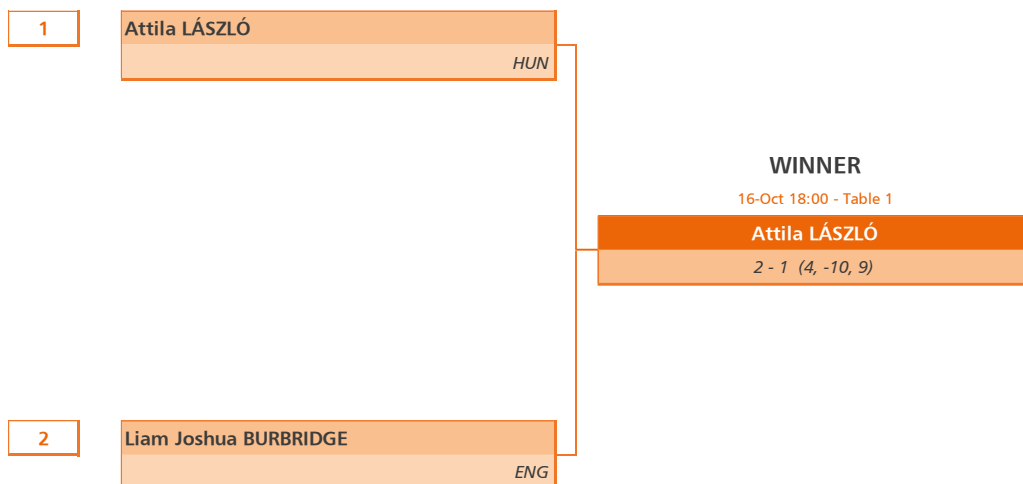 1
Attila LÁSZLÓ
HUN
WINNER
16-Oct 18:00 - Table 1
Attila LÁSZLÓ
2 - 1 (4, -10, 9)
2
Liam Joshua BURBRIDGE
ENG